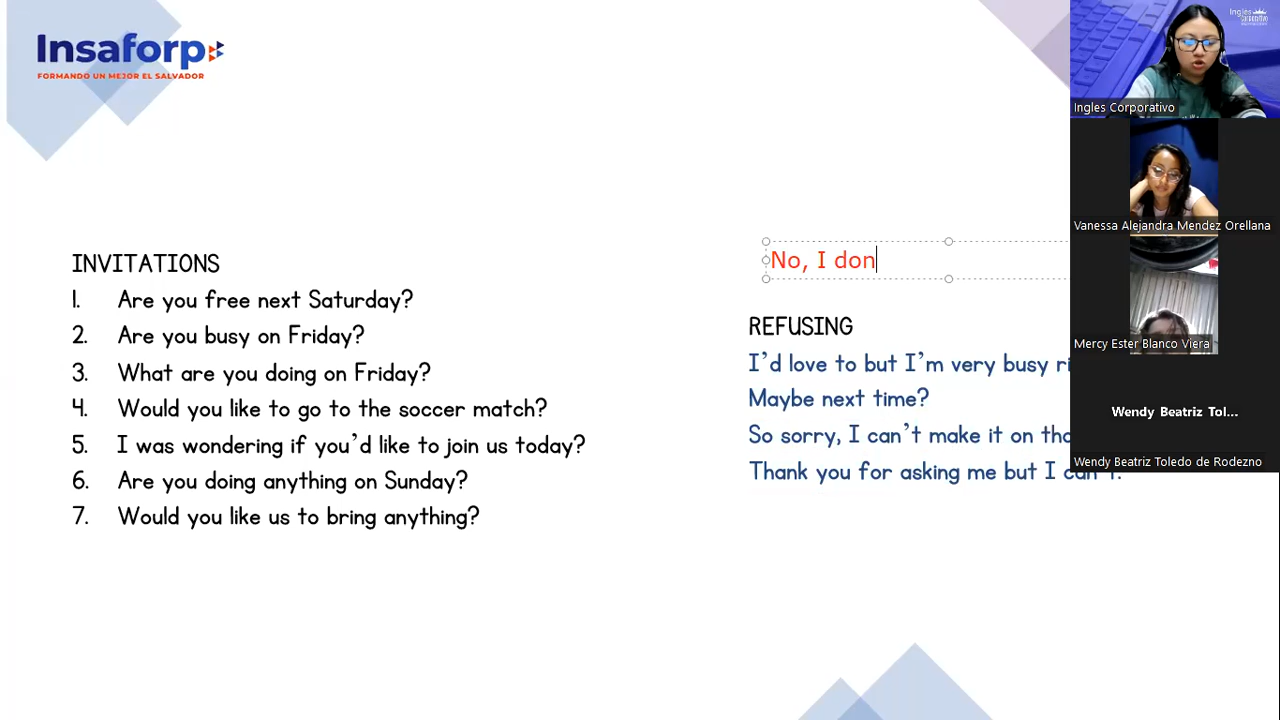 Insaforp
FORMANDO UN MEJOR EL SALVADOR
INVITATIONS
1. Are you free next Saturday?
2. Are you busy on Friday?
3. What are you doing on Friday?
4. Would you like to go to the soccer match?
5. I was wondering if you'd like to join us today?
6. Are you doing anything on Sunday?
7. Would you like us to bring anything?
No, I don
REFUSING
I'd love to but I'm very busy
Maybe next time?
So sorry, I can't make it on
Thank you for asking me but I can't.
Ingles
Ingles Corporativo
Vanessa Alejandra Mendez Orellana
Mercy Ester Blanco Viera
Wendy Beatriz Tol...
Wendy Beatriz Toledo de Rodezno